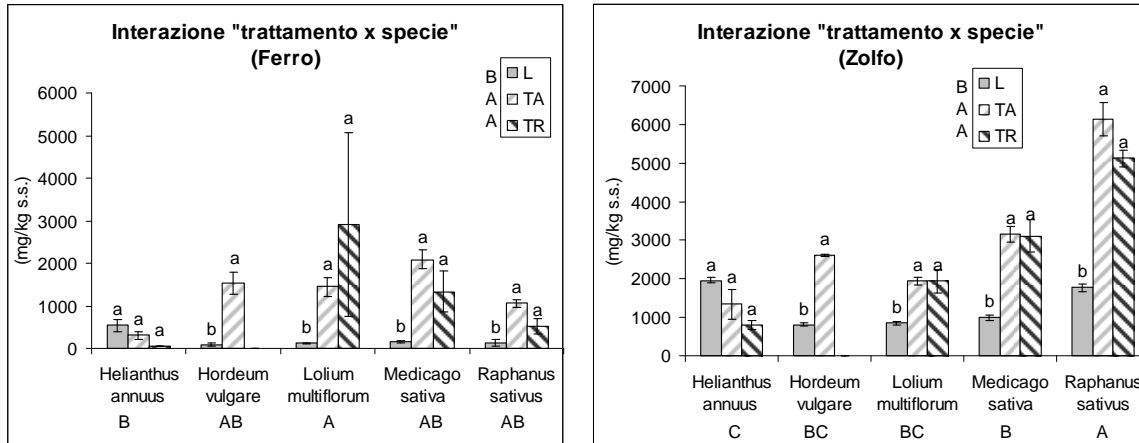 Interazione "trattamento x specie"
(Ferro)
B L
A TA
A TR
(mg/kg s.s.)
6000
5000
4000
3000
2000
1000
0
a a a
b a
b a a
b a a
b a a
Helianthus annuus
Hordeum vulgare
Lolium multiflorum
Medicago sativa
Raphanus sativus
B AB A AB AB
Interazione "trattamento x specie"
(Zolfo)
B L
A TA
A TR
(mg/kg s.s.)
7000
6000
5000
4000
3000
2000
1000
0
a a a
b a
b a a
b a a
b a a
Helianthus annuus
Hordeum vulgare
Lolium multiflorum
Medicago sativa
Raphanus sativus
C BC BC B A